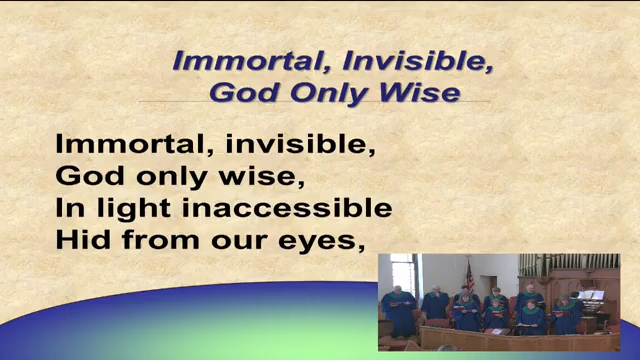 Immortal, Invisible,
God Only Wise
Immortal, invisible,
God only wise,
In light inaccessible
Hid from our eyes,